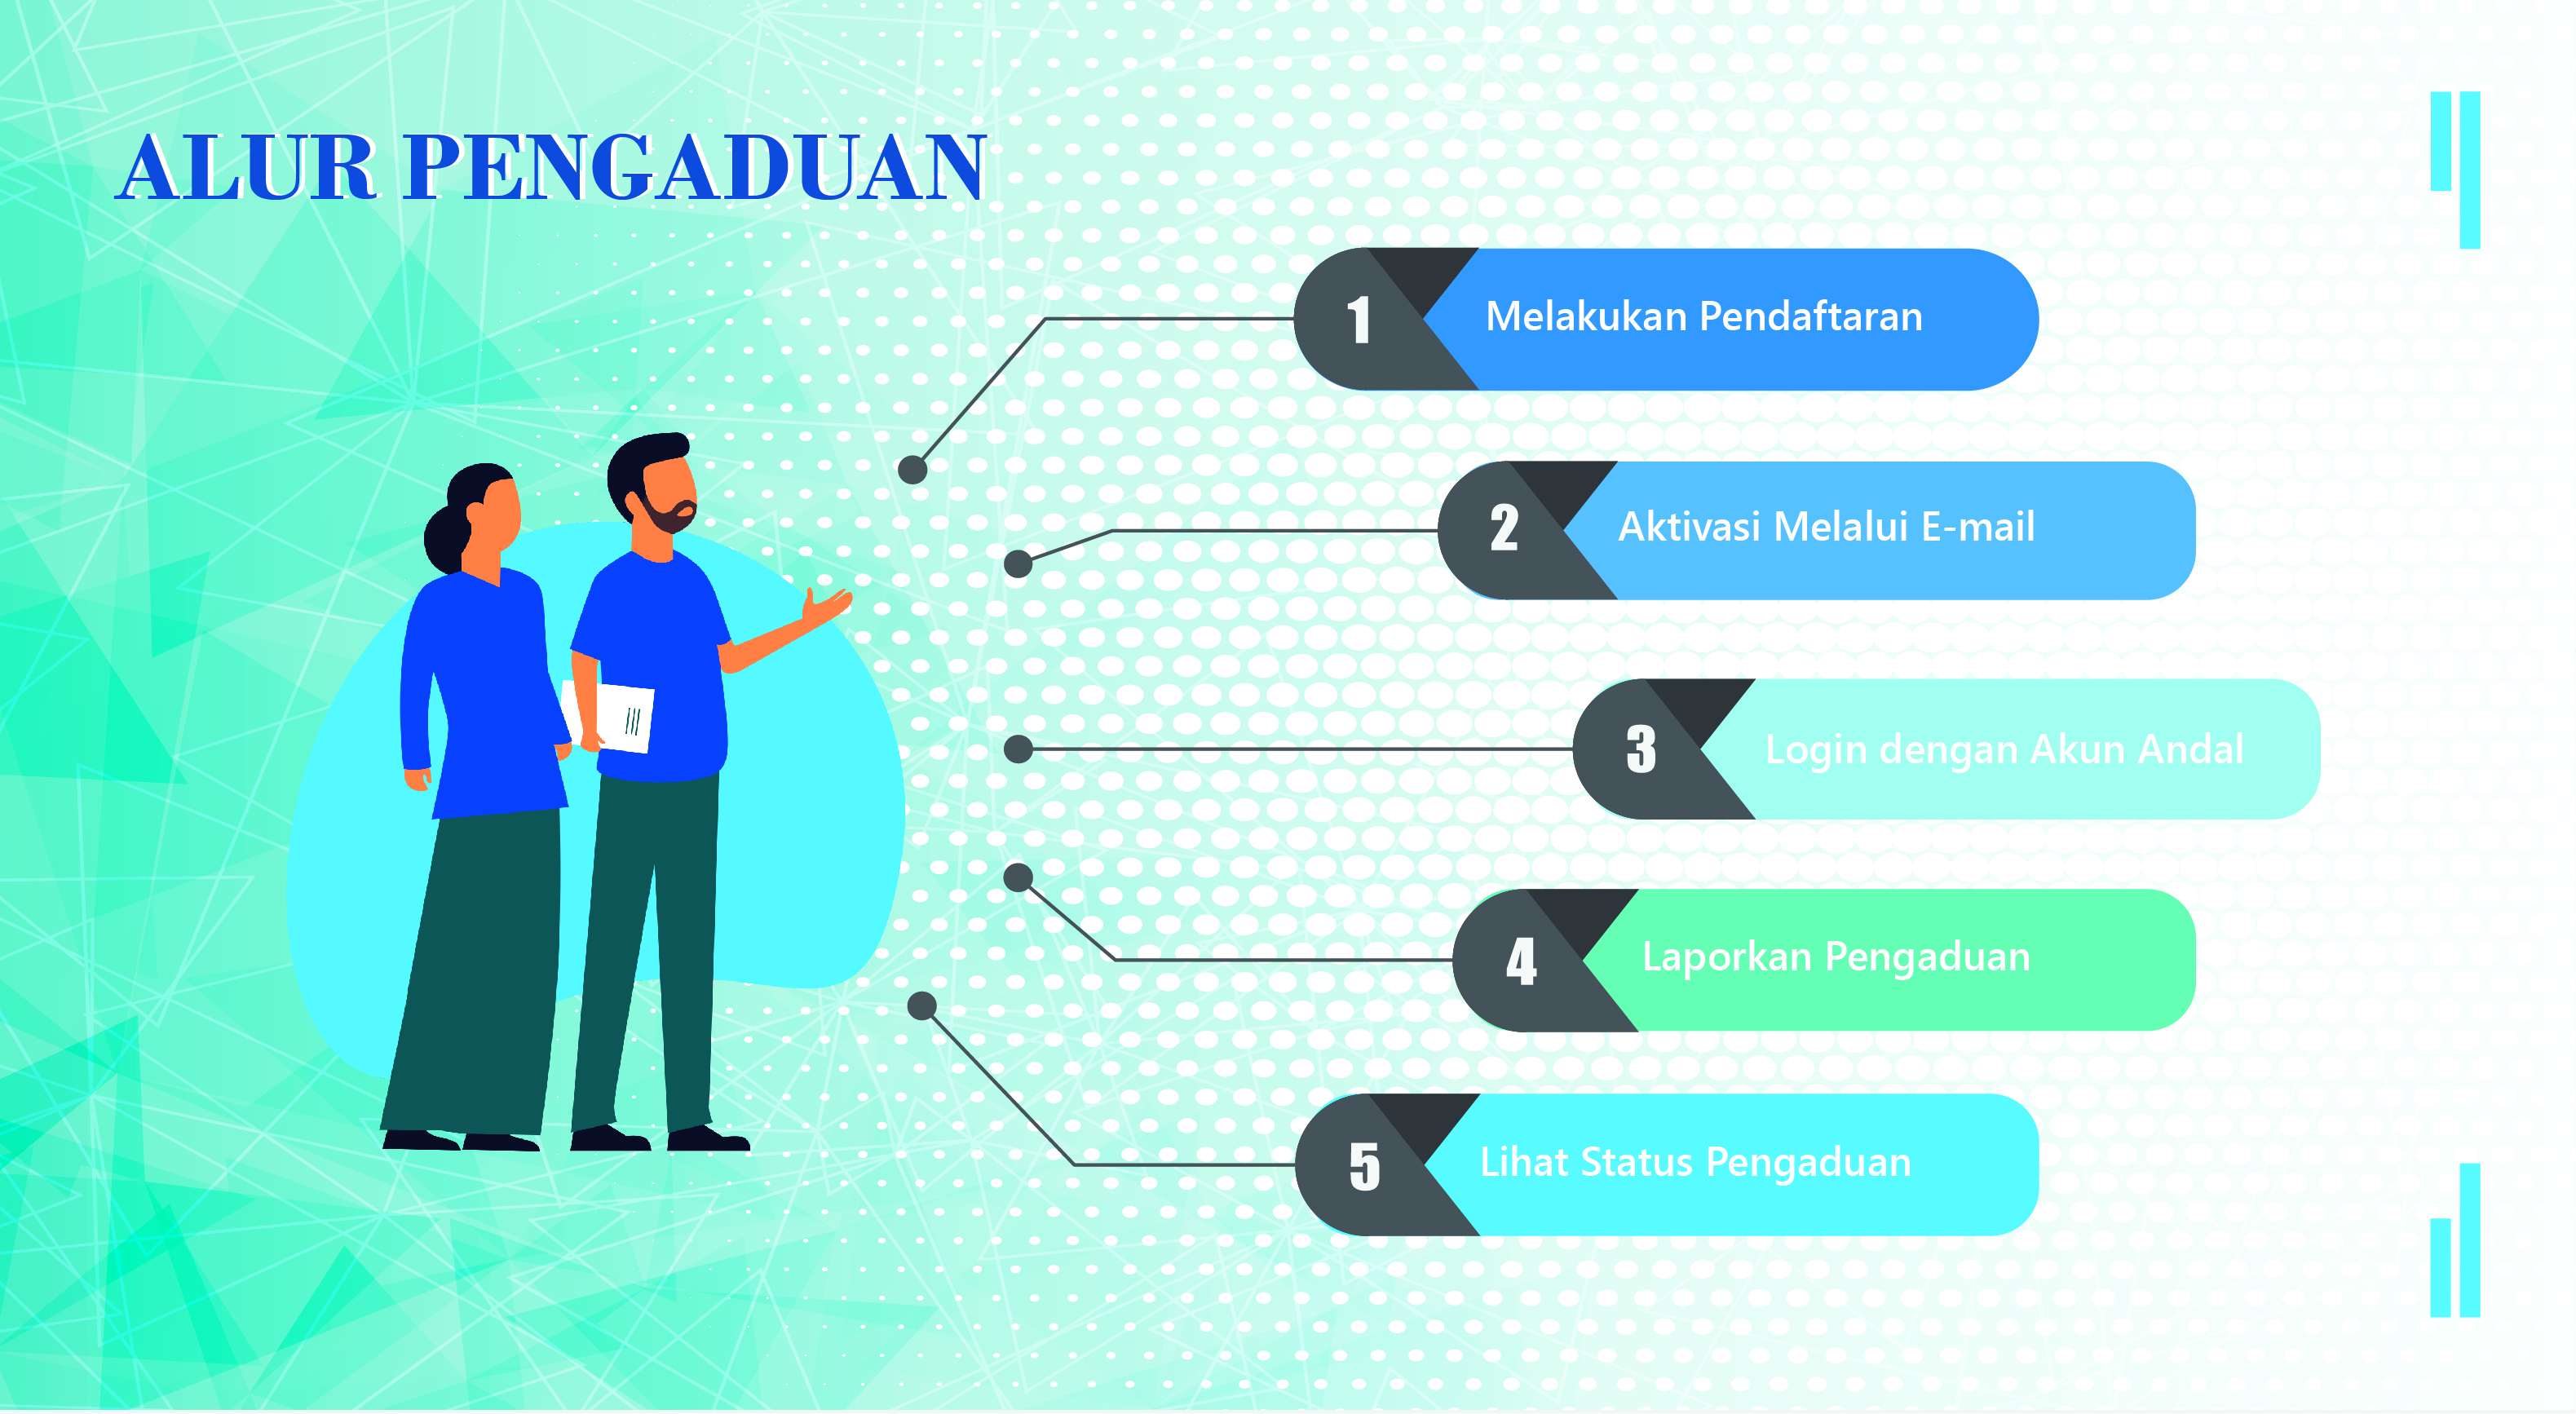 ALUR PENGADUAN
1 Melakukan Pendaftaran
2 Aktivasi Melalui E-mail
3 Login dengan Akun Andal
4 Laporkan Pengaduan
5 Lihat Status Pengaduan